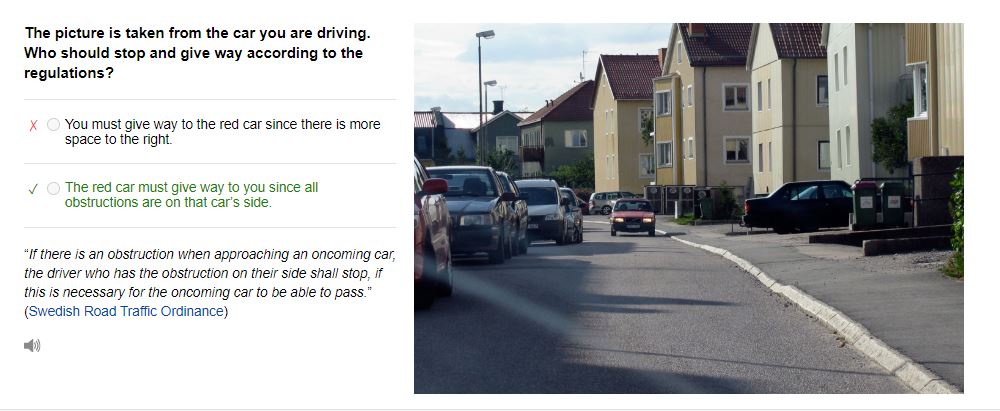 The picture is taken from the car you are driving.
Who should stop and give way according to the
regulations?
✗ You must give way to the red car since there is more
space to the right.
✓ The red car must give way to you since all
obstructions are on that car's side.
“If there is an obstruction when approaching an oncoming car,
the driver who has the obstruction on their side shall stop, if
this is necessary for the oncoming car to be able to pass.”
(Swedish Road Traffic Ordinance)